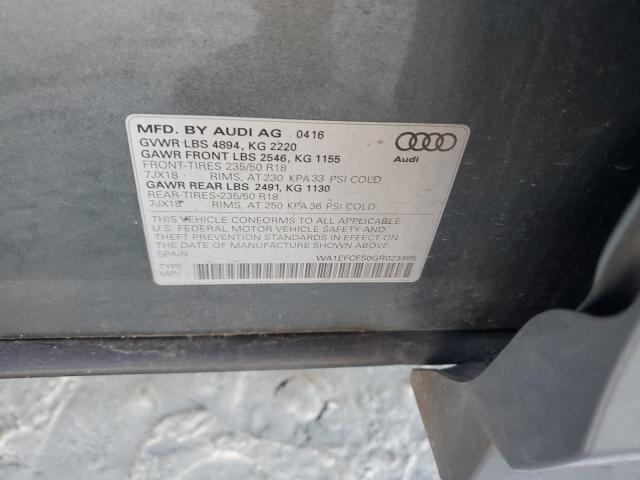 MFD. BY AUDI AG 04 16
GVWR LBS 4894, KG 2220
GAWR FRONT LBS 2546, KG 1155
FRONT-TIRES 235/50 R18
7JX18 RIMS, AT 230 KPA 33 PSI COLD
GAWR REAR LBS 2491, KG 1130
REAR-TIRES 235/50 R18
7JX18 RIMS, AT 250 KPA 36 PSI COLD
Audi
THIS VEHICLE CONFORMS TO ALL APPLICABLE
U.S. FEDERAL MOTOR VEHICLE SAFETY AND
THEFT PREVENTION STANDARDS IN EFFECT ON
THE DATE OF MANUFACTURE SHOWN ABOVE.
SPAIN
WA1EFCFS0GR023485
TYPE:
MPV